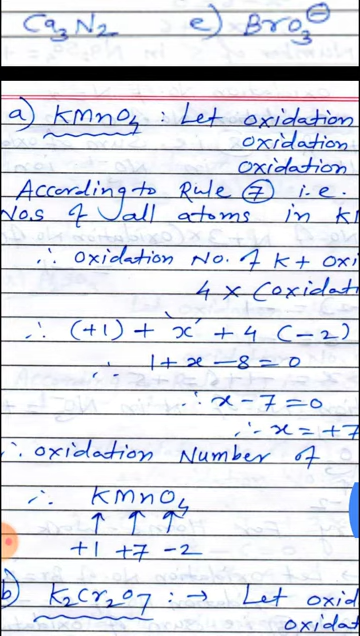 Ca₃N₂ e) BrO₃⊖
a) KMnO₄ : Let oxidation
oxidation
oxidation
According to Rule ⑦ i.e.
No.s of all atoms in
∴ oxidation No. of K + oxi
4 x (oxidati
∴ (+1) + 'x' + 4 (-2)
∴ 1 + x - 8 = 0
∴ x - 7 = 0
∴ x = +7
∴ oxidation Number of
∴ KMnO₄
↑ ↑ ↑
+1 +7 -2
b) K₂Cr₂O₇ : → Let oxid
oxidat